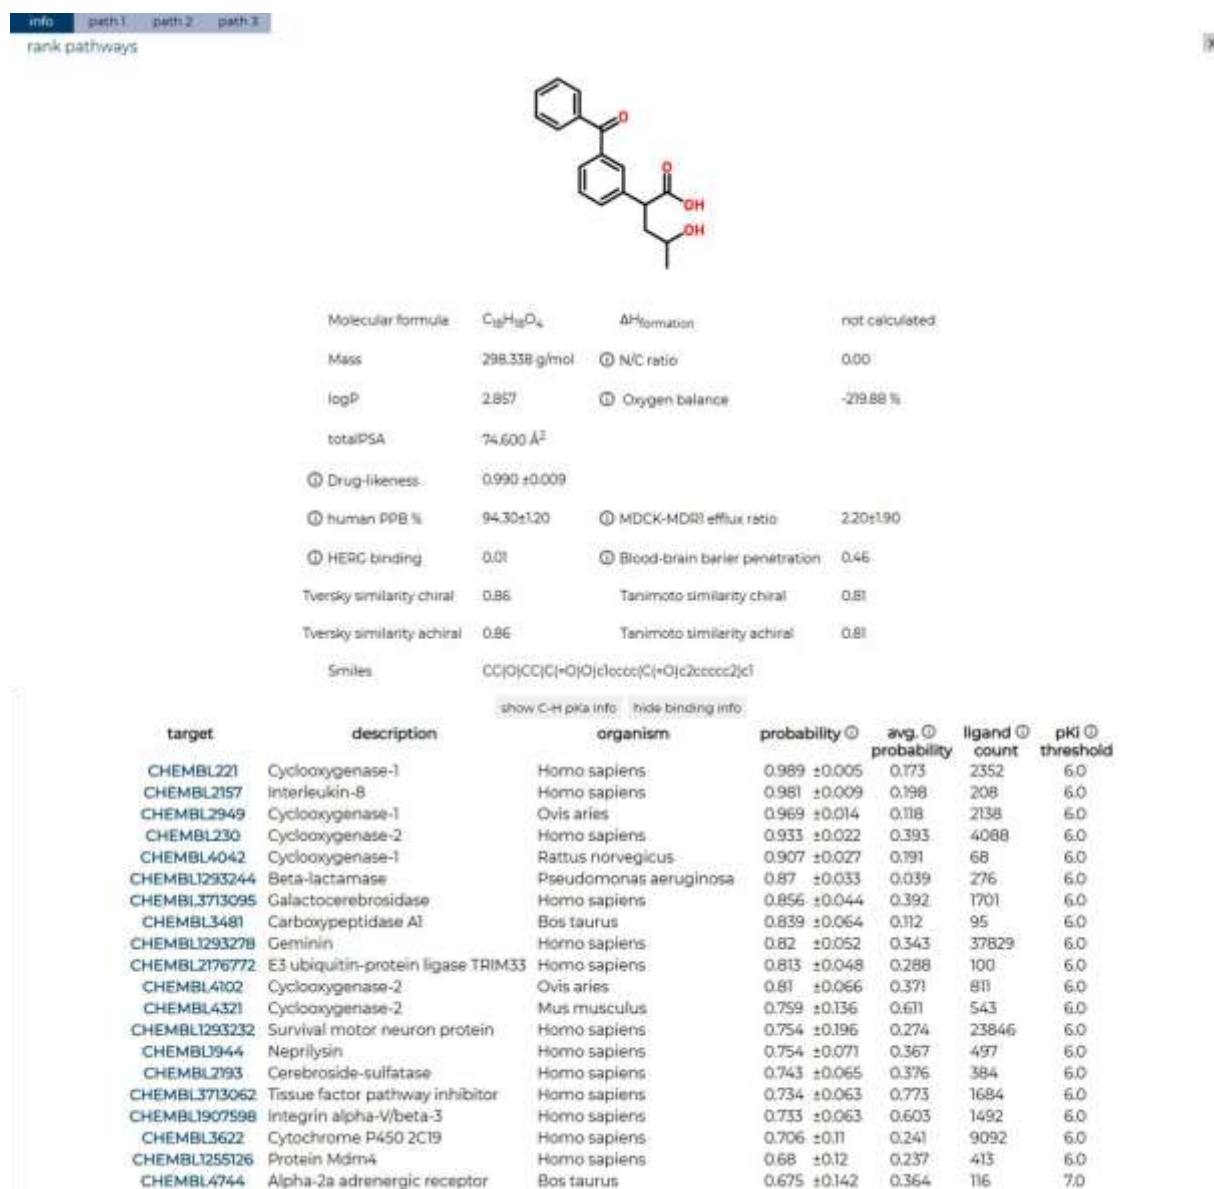 info path 1 path 2 path 3
rank pathways
x
O
O
OH
OH
Molecular formula C₁₈H₁₈O₄ ΔHformation not calculated
Mass 298.338 g/mol ⓘ N/C ratio 0.00
logP 2.857 ⓘ Oxygen balance -219.88 %
totalPSA 74.600 Å²
ⓘ Drug-likeness 0.990 ±0.009
ⓘ human PPB % 94.30±1.20 ⓘ MDCK-MDR1 efflux ratio 2.20±1.90
ⓘ HERG binding 0.01 ⓘ Blood-brain barier penetration 0.46
Tversky similarity chiral 0.86 Tanimoto similarity chiral 0.81
Tversky similarity achiral 0.86 Tanimoto similarity achiral 0.81
Smiles CC(O)CC(C(=O)O)c1cccc(C(=O)c2ccccc2)c1
show C-H pKa info hide binding info
target description organism probability ⓘ avg. ⓘ probability ligand ⓘ count pKi ⓘ threshold
CHEMBL221 Cyclooxygenase-1 Homo sapiens 0.989 ±0.005 0.173 2352 6.0
CHEMBL2157 Interleukin-8 Homo sapiens 0.981 ±0.009 0.198 208 6.0
CHEMBL2949 Cyclooxygenase-1 Ovis aries 0.969 ±0.014 0.118 2138 6.0
CHEMBL230 Cyclooxygenase-2 Homo sapiens 0.933 ±0.022 0.393 4088 6.0
CHEMBL4042 Cyclooxygenase-1 Rattus norvegicus 0.907 ±0.027 0.191 68 6.0
CHEMBL1293244 Beta-lactamase Pseudomonas aeruginosa 0.87 ±0.033 0.039 276 6.0
CHEMBL3713095 Galactocerebrosidase Homo sapiens 0.856 ±0.044 0.392 1701 6.0
CHEMBL3481 Carboxypeptidase A1 Bos taurus 0.839 ±0.064 0.112 95 6.0
CHEMBL1293278 Geminin Homo sapiens 0.82 ±0.052 0.343 37829 6.0
CHEMBL2176772 E3 ubiquitin-protein ligase TRIM33 Homo sapiens 0.813 ±0.048 0.288 100 6.0
CHEMBL4102 Cyclooxygenase-2 Ovis aries 0.81 ±0.066 0.371 811 6.0
CHEMBL4321 Cyclooxygenase-2 Mus musculus 0.759 ±0.136 0.611 543 6.0
CHEMBL1293232 Survival motor neuron protein Homo sapiens 0.754 ±0.196 0.274 23846 6.0
CHEMBL1944 Neprilysin Homo sapiens 0.754 ±0.071 0.367 497 6.0
CHEMBL2193 Cerebroside-sulfatase Homo sapiens 0.743 ±0.065 0.376 384 6.0
CHEMBL3713062 Tissue factor pathway inhibitor Homo sapiens 0.734 ±0.063 0.773 1684 6.0
CHEMBL1907598 Integrin alpha-V/beta-3 Homo sapiens 0.733 ±0.063 0.603 1492 6.0
CHEMBL3622 Cytochrome P450 2C19 Homo sapiens 0.706 ±0.11 0.241 9092 6.0
CHEMBL1255126 Protein Mdm4 Homo sapiens 0.68 ±0.12 0.237 413 6.0
CHEMBL4744 Alpha-2a adrenergic receptor Bos taurus 0.675 ±0.142 0.364 116 7.0